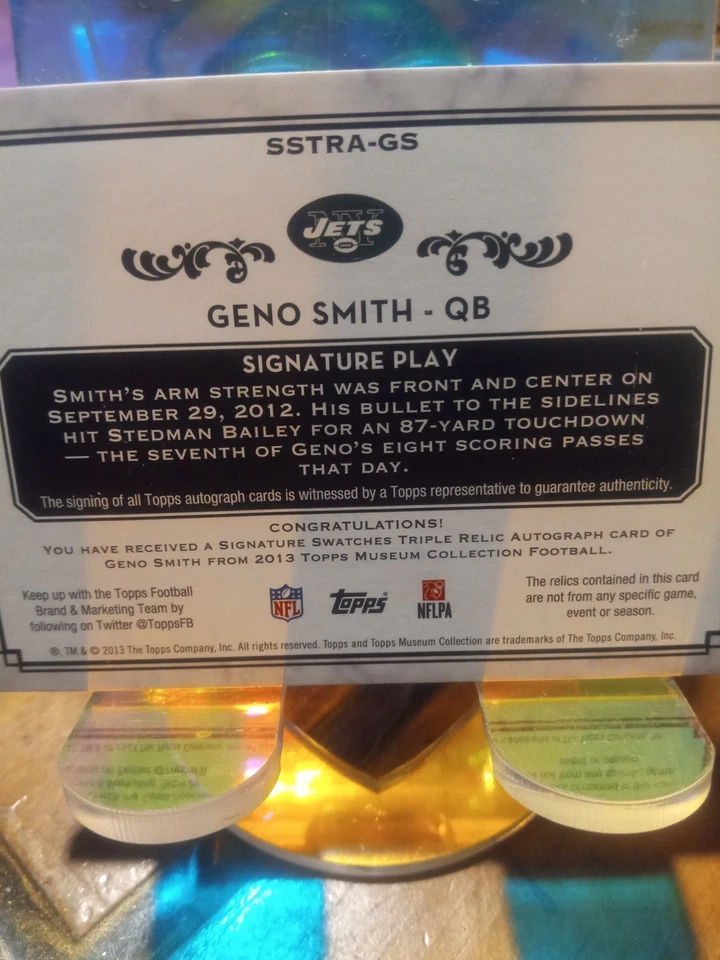 SSTRA-GS
NY
JETS
GENO SMITH - QB
SIGNATURE PLAY
SMITH'S ARM STRENGTH WAS FRONT AND CENTER ON
SEPTEMBER 29, 2012. HIS BULLET TO THE SIDELINES
HIT STEDMAN BAILEY FOR AN 87-YARD TOUCHDOWN
— THE SEVENTH OF GENO'S EIGHT SCORING PASSES
THAT DAY.
The signing of all Topps autograph cards is witnessed by a Topps representative to guarantee authenticity.
CONGRATULATIONS!
YOU HAVE RECEIVED A SIGNATURE SWATCHES TRIPLE RELIC AUTOGRAPH CARD OF
GENO SMITH FROM 2013 TOPPS MUSEUM COLLECTION FOOTBALL.
Keep up with the Topps Football
Brand & Marketing Team by
following on Twitter @ToppsFB
NFL
Topps
NFLPA
The relics contained in this card
are not from any specific game,
event or season.
®, TM & © 2013 The Topps Company, Inc. All rights reserved. Topps and Topps Museum Collection are trademarks of The Topps Company, Inc.